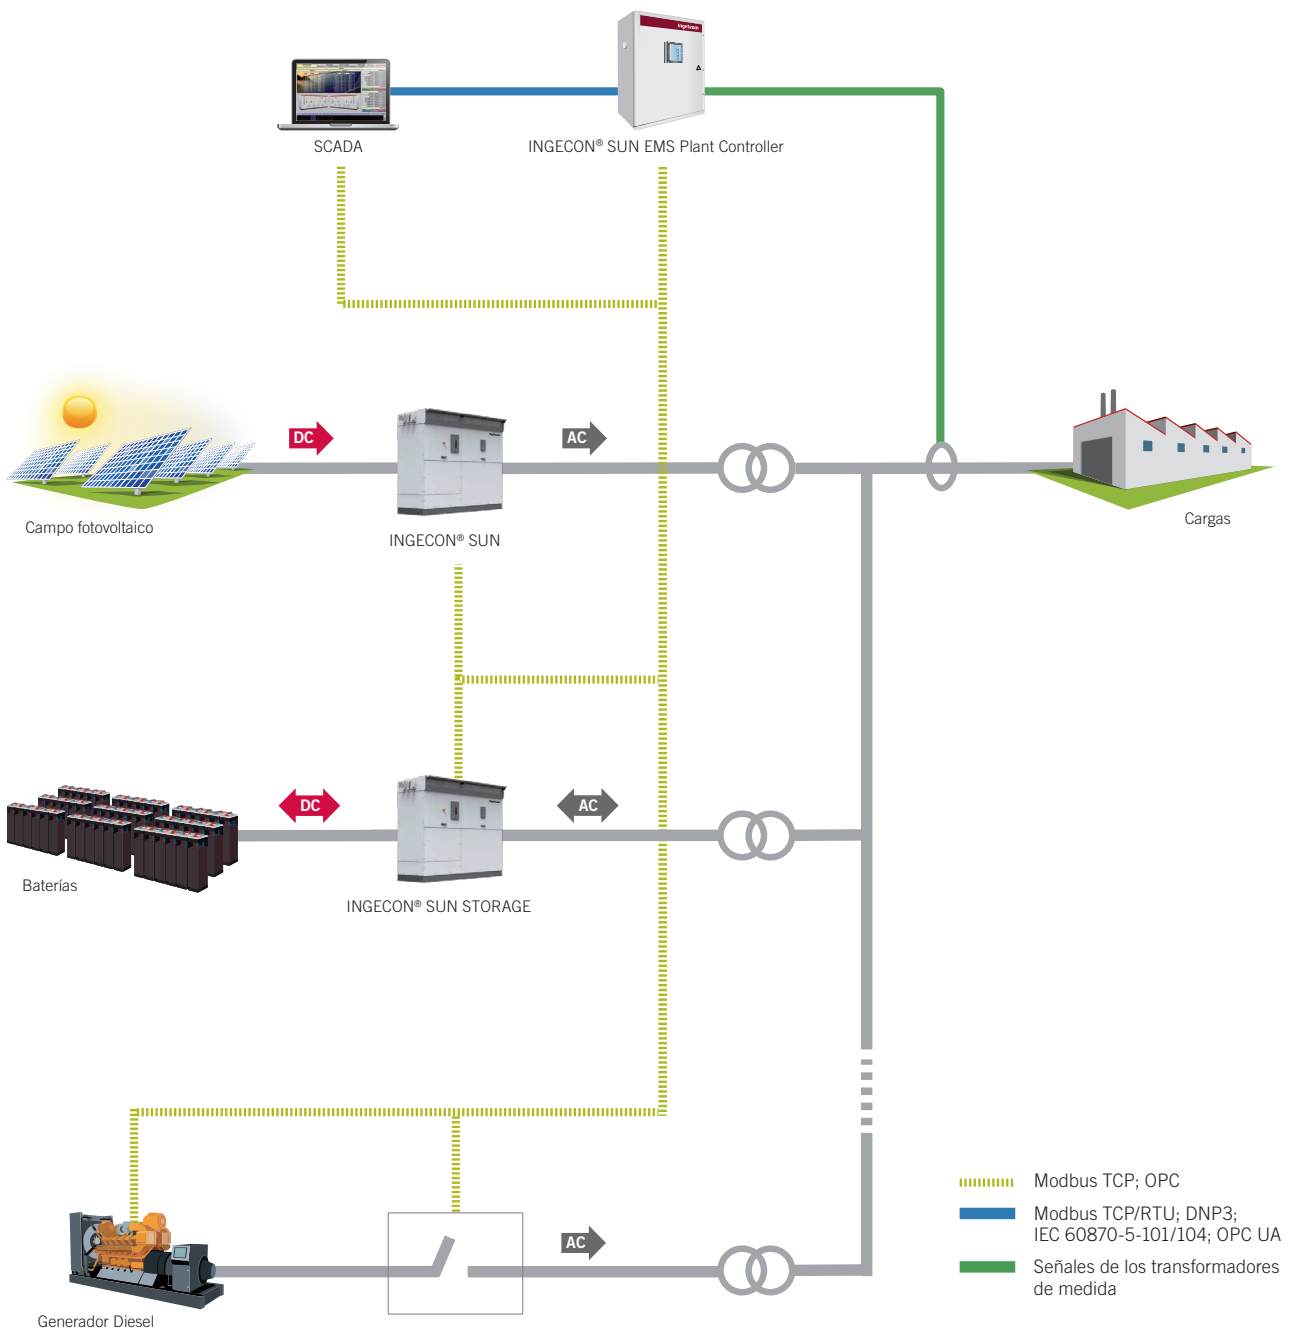 Ingeteam
SCADA
INGECON® SUN EMS Plant Controller
DC
AC
Campo fotovoltaico
INGECON® SUN
Cargas
DC
AC
Baterías
INGECON® SUN STORAGE
AC
Generador Diesel
Modbus TCP; OPC
Modbus TCP/RTU; DNP3;
IEC 60870-5-101/104; OPC UA
Señales de los transformadores
de medida